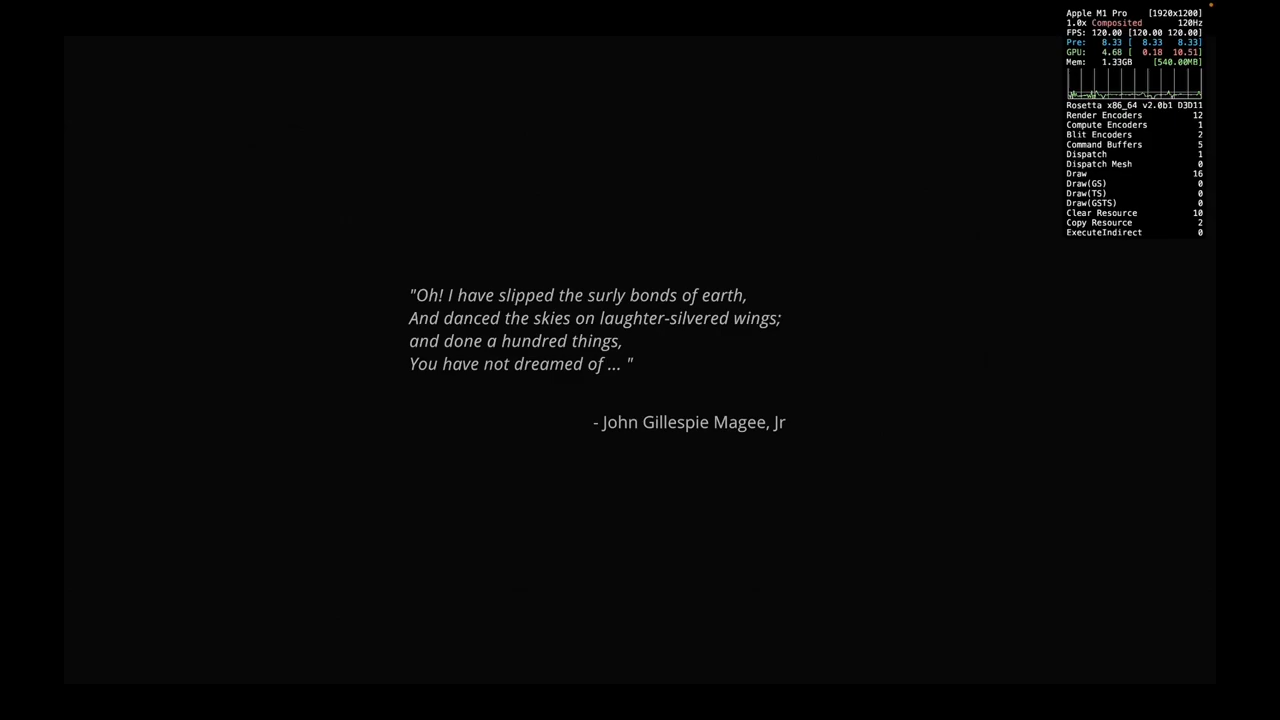 Apple M1 Pro [1920x1200]
1.0x Composited 120Hz
FPS: 120.00 [120.00 120.00]
Pre: 8.33 [ 8.33 8.33]
GPU: 4.68 [ 0.18 10.51]
Mem: 1.33GB [540.00MB]
Rosetta x86_64 v2.0b1 D3D11
Render Encoders 12
Compute Encoders 1
Blit Encoders 2
Command Buffers 5
Dispatch 1
Dispatch Mesh 0
Draw 16
Draw(GS) 0
Draw(TS) 0
Draw(GSTS) 0
Clear Resource 10
Copy Resource 2
ExecuteIndirect 0
"Oh! I have slipped the surly bonds of earth,
And danced the skies on laughter-silvered wings;
and done a hundred things,
You have not dreamed of ... "
- John Gillespie Magee, Jr